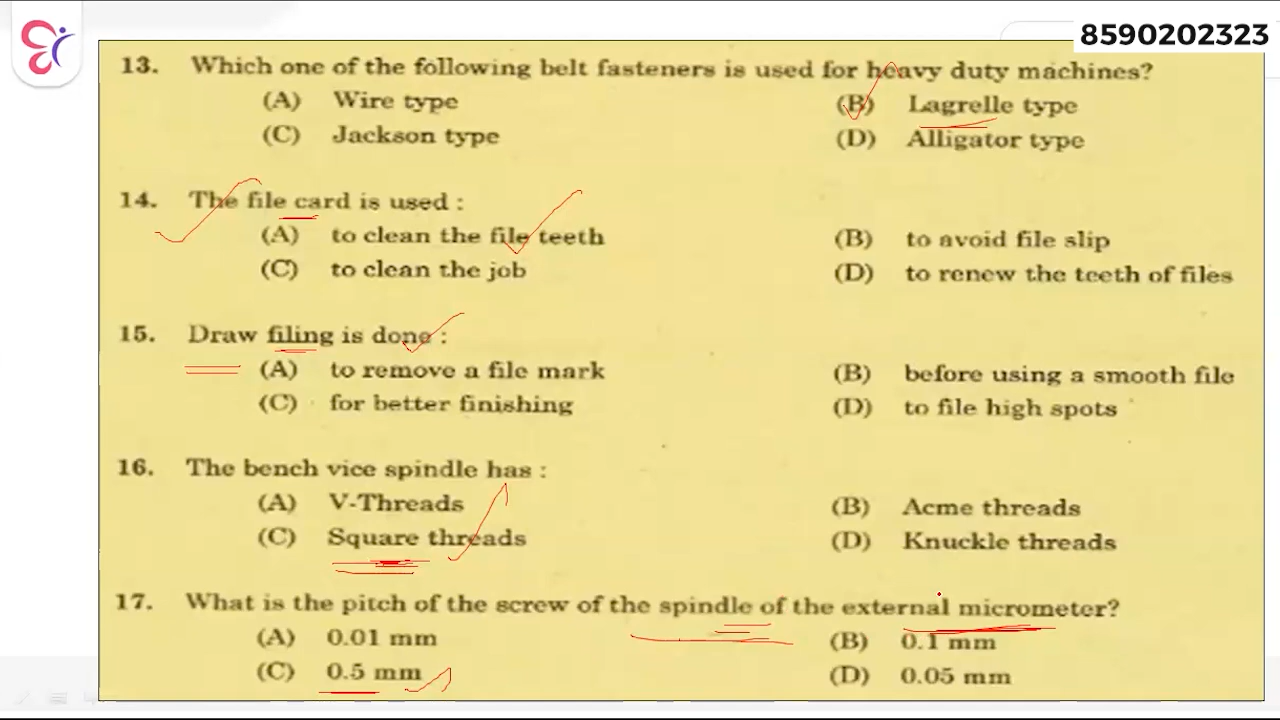 8590202323
13. Which one of the following belt fasteners is used for heavy duty machines?
(A) Wire type (B) Lagrelle type
(C) Jackson type (D) Alligator type
14. The file card is used :
(A) to clean the file teeth (B) to avoid file slip
(C) to clean the job (D) to renew the teeth of files
15. Draw filing is done :
(A) to remove a file mark (B) before using a smooth file
(C) for better finishing (D) to file high spots
16. The bench vice spindle has :
(A) V-Threads (B) Acme threads
(C) Square threads (D) Knuckle threads
17. What is the pitch of the screw of the spindle of the external micrometer?
(A) 0.01 mm (B) 0.1 mm
(C) 0.5 mm (D) 0.05 mm